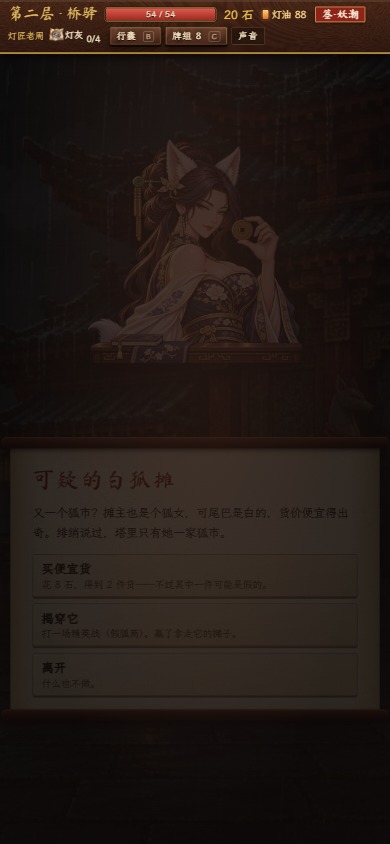 第二层·桥驿
54 / 54
20 石
灯油 88
签·妖潮
灯匠老周
灯灰 0/4
行囊 B
牌组 8 C
声音
可疑的白狐摊
又一个狐市？摊主也是个狐女，可尾巴是白的，货价便宜得出
奇。绯绡说过，塔里只有她一家狐市。
买便宜货
花 8 石，得到 2 件货——不过其中一件可能是假的。
揭穿它
打一场精英战（假狐商）。赢了拿走它的摊子。
离开
什么也不做。